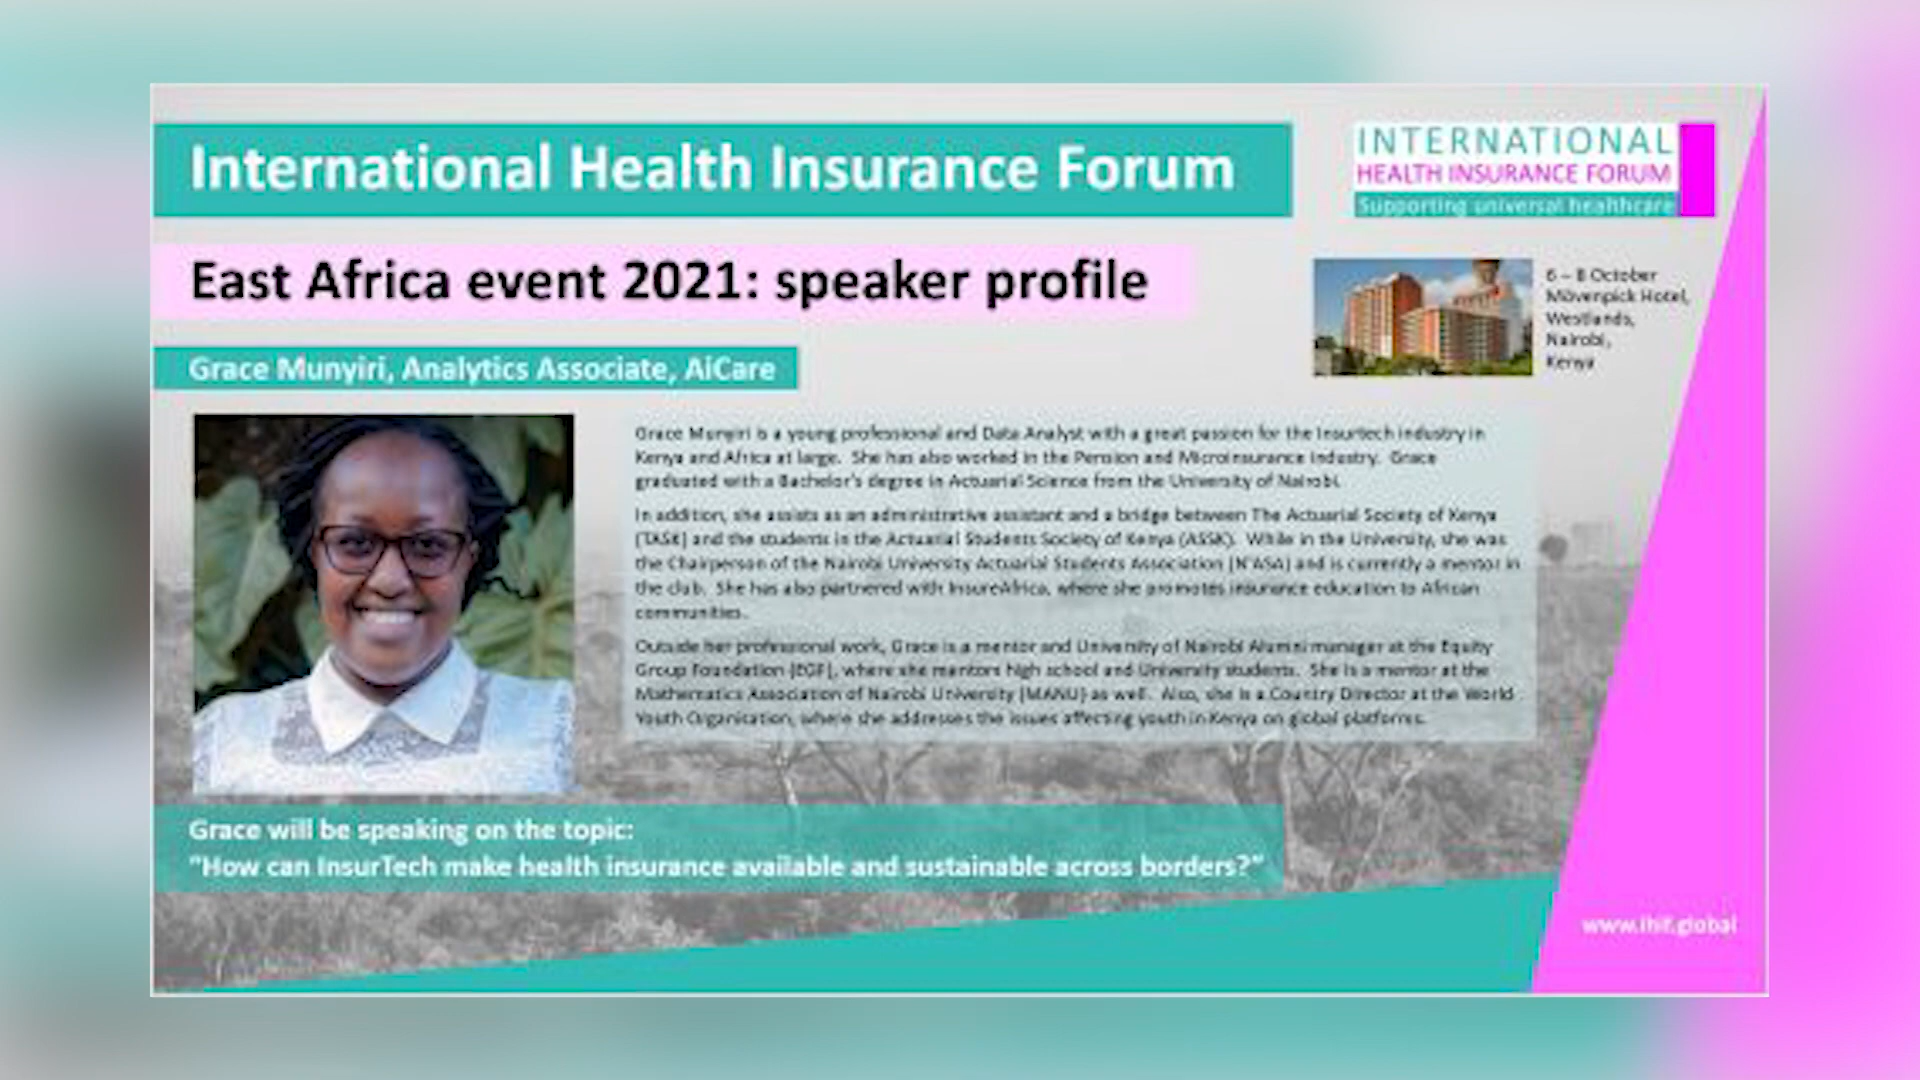 International Health Insurance Forum
INTERNATIONAL
HEALTH INSURANCE FORUM
Supporting universal healthcare
East Africa event 2021: speaker profile
6 – 8 October
Mövenpick Hotel,
Westlands,
Nairobi,
Kenya
Grace Munyiri, Analytics Associate, AiCare
Grace Munyiri is a young professional and Data Analyst with a great passion for the Insurtech industry in
Kenya and Africa at large. She has also worked in the Pension and Microinsurance industry. Grace
graduated with a Bachelor's degree in Actuarial Science from the University of Nairobi.
In addition, she assists as an administrative assistant and a bridge between The Actuarial Society of Kenya
(TASK) and the students in the Actuarial Students Society of Kenya (ASSK). While in the University, she was
the Chairperson of the Nairobi University Actuarial Students Association (N'ASA) and is currently a mentor in
the club. She has also partnered with InsureAfrica, where she promotes insurance education to African
communities.
Outside her professional work, Grace is a mentor and University of Nairobi Alumni manager at the Equity
Group Foundation (EGF), where she mentors high school and University students. She is a mentor at the
Mathematics Association of Nairobi University (MANU) as well. Also, she is a Country Director at the World
Youth Organisation, where she addresses the issues affecting youth in Kenya on global platforms.
Grace will be speaking on the topic:
"How can InsurTech make health insurance available and sustainable across borders?"
www.ihif.global